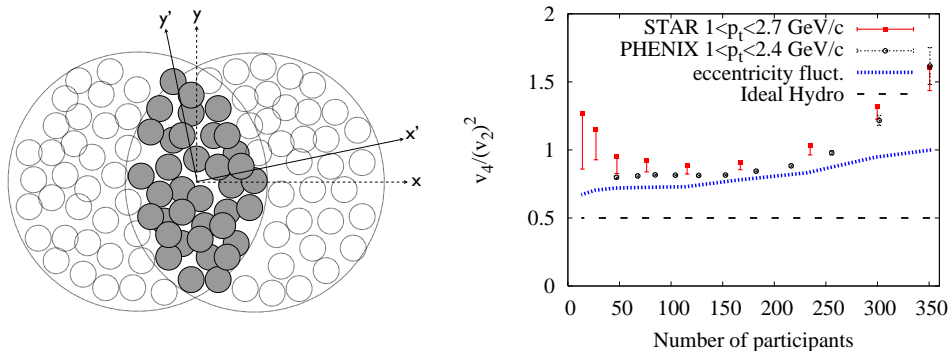 y'
y
x'
x
v₄/(v₂)²
2
1.5
1
0.5
0
STAR 1<pₜ<2.7 GeV/c
PHENIX 1<pₜ<2.4 GeV/c
eccentricity fluct.
Ideal Hydro
0 50 100 150 200 250 300 350
Number of participants